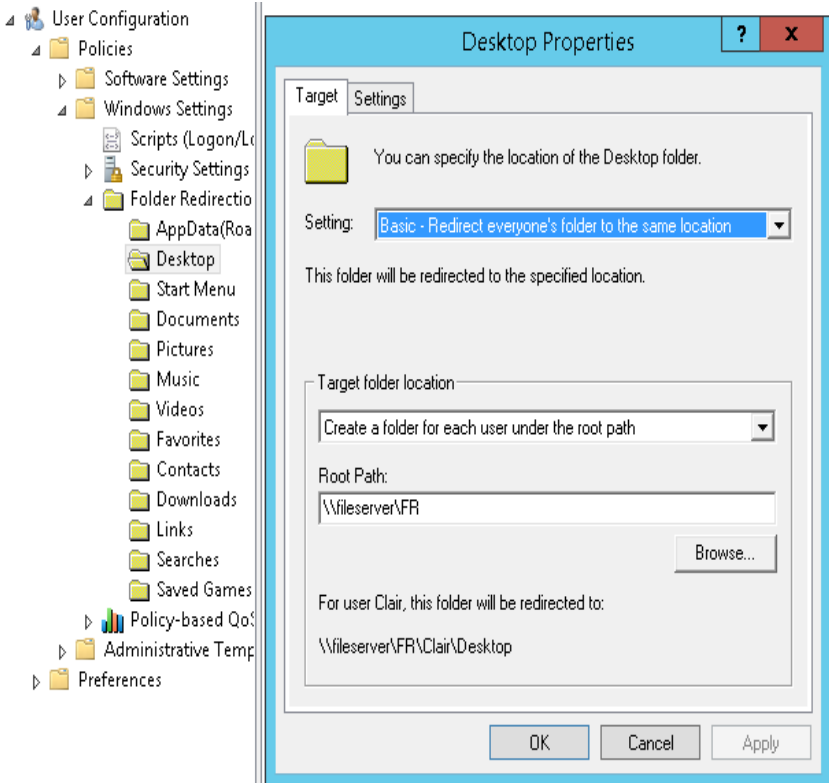 User Configuration
Policies
Software Settings
Windows Settings
Scripts (Logon/Lo
Security Settings
Folder Redirectio
AppData(Roa
Desktop
Start Menu
Documents
Pictures
Music
Videos
Favorites
Contacts
Downloads
Links
Searches
Saved Games
Policy-based QoS
Administrative Temp
Preferences
Desktop Properties
?
x
Target
Settings
You can specify the location of the Desktop folder.
Setting: Basic - Redirect everyone's folder to the same location
This folder will be redirected to the specified location.
Target folder location
Create a folder for each user under the root path
Root Path:
\\fileserver\FR
Browse...
For user Clair, this folder will be redirected to:
\\fileserver\FR\Clair\Desktop
OK
Cancel
Apply